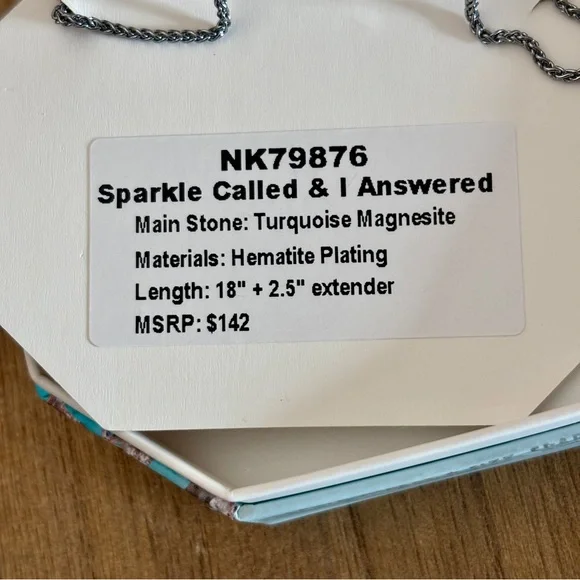 NK79876
Sparkle Called & I Answered
Main Stone: Turquoise Magnesite
Materials: Hematite Plating
Length: 18" + 2.5" extender
MSRP: $142